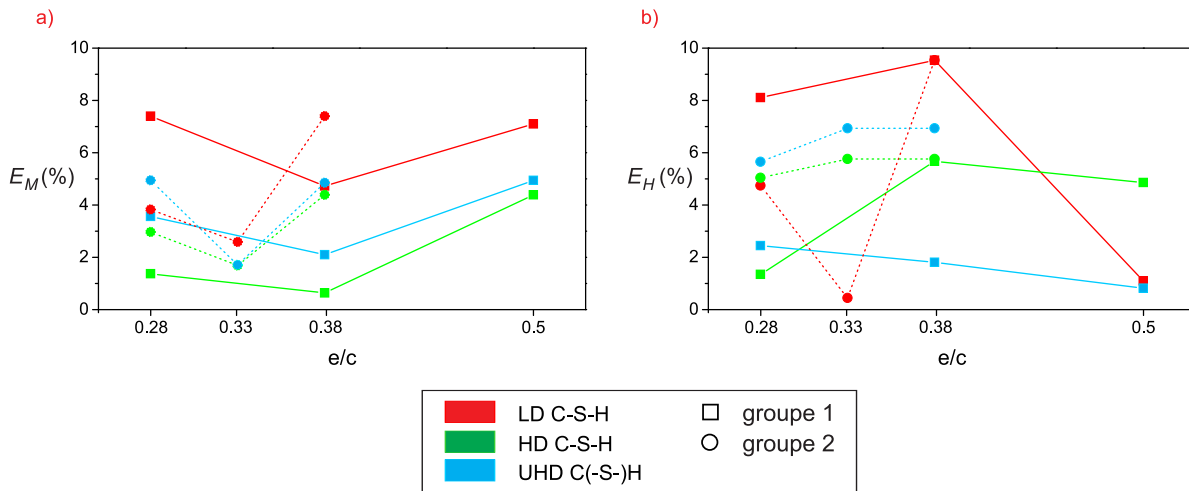 a)
10
8
6
4
2
0
E_M(%)
0.28
0.33
0.38
0.5
e/c
b)
10
8
6
4
2
0
E_H(%)
0.28
0.33
0.38
0.5
e/c
LD C-S-H
HD C-S-H
UHD C(-S-)H
groupe 1
groupe 2